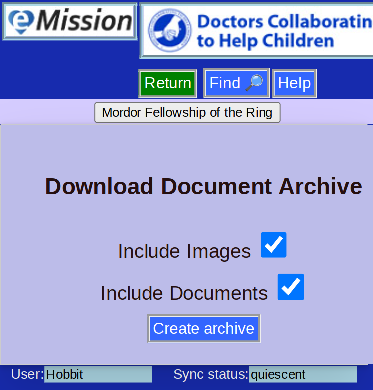 eMission
Doctors Collaboratin
to Help Children
Return Find 🔎 Help
Mordor Fellowship of the Ring
Download Document Archive
Include Images
Include Documents
Create archive
User: Hobbit Sync status: quiescent